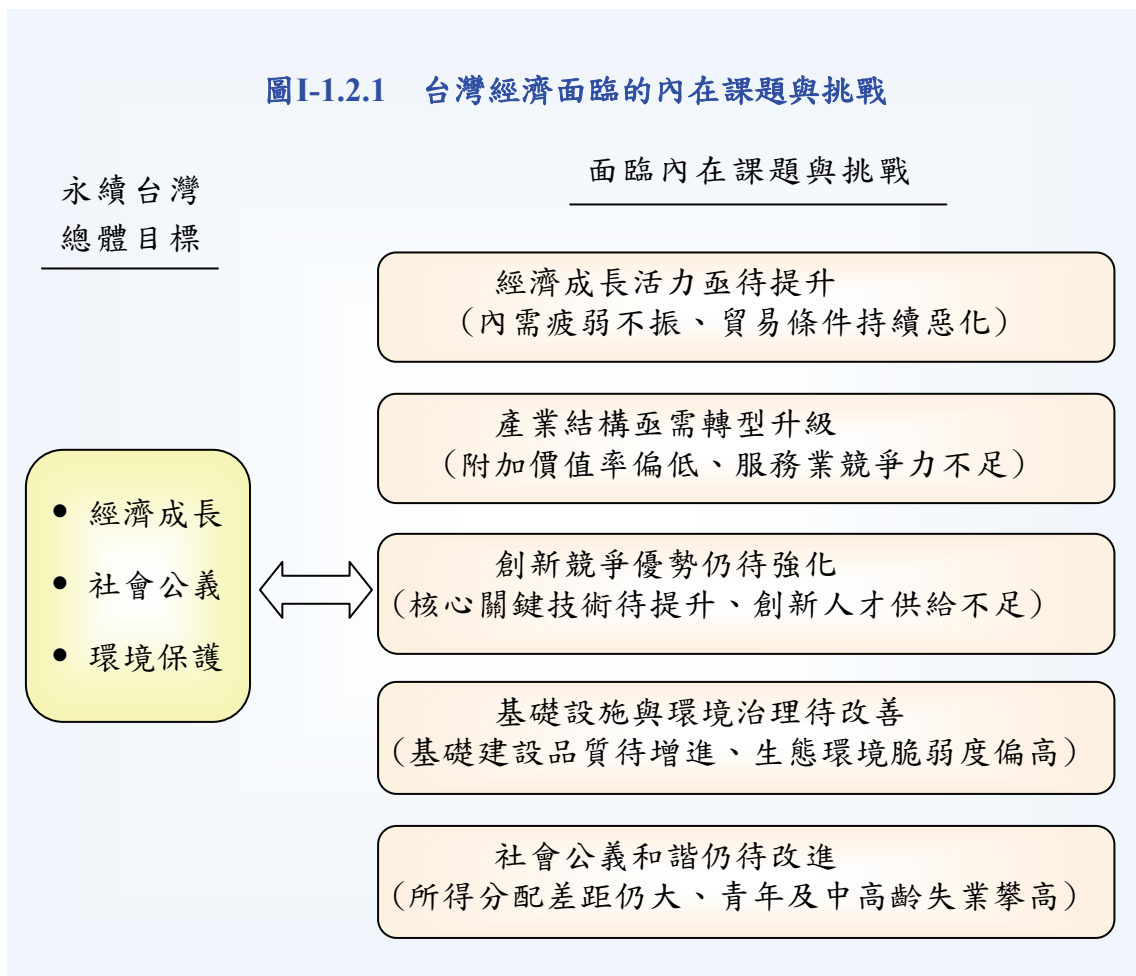 圖I-1.2.1 台灣經濟面臨的內在課題與挑戰
永續台灣
總體目標
• 經濟成長
• 社會公義
• 環境保護
面臨內在課題與挑戰
經濟成長活力亟待提升
（內需疲弱不振、貿易條件持續惡化）
產業結構亟需轉型升級
（附加價值率偏低、服務業競爭力不足）
創新競爭優勢仍待強化
（核心關鍵技術待提升、創新人才供給不足）
基礎設施與環境治理待改善
（基礎建設品質待增進、生態環境脆弱度偏高）
社會公義和諧仍待改進
（所得分配差距仍大、青年及中高齡失業攀高）